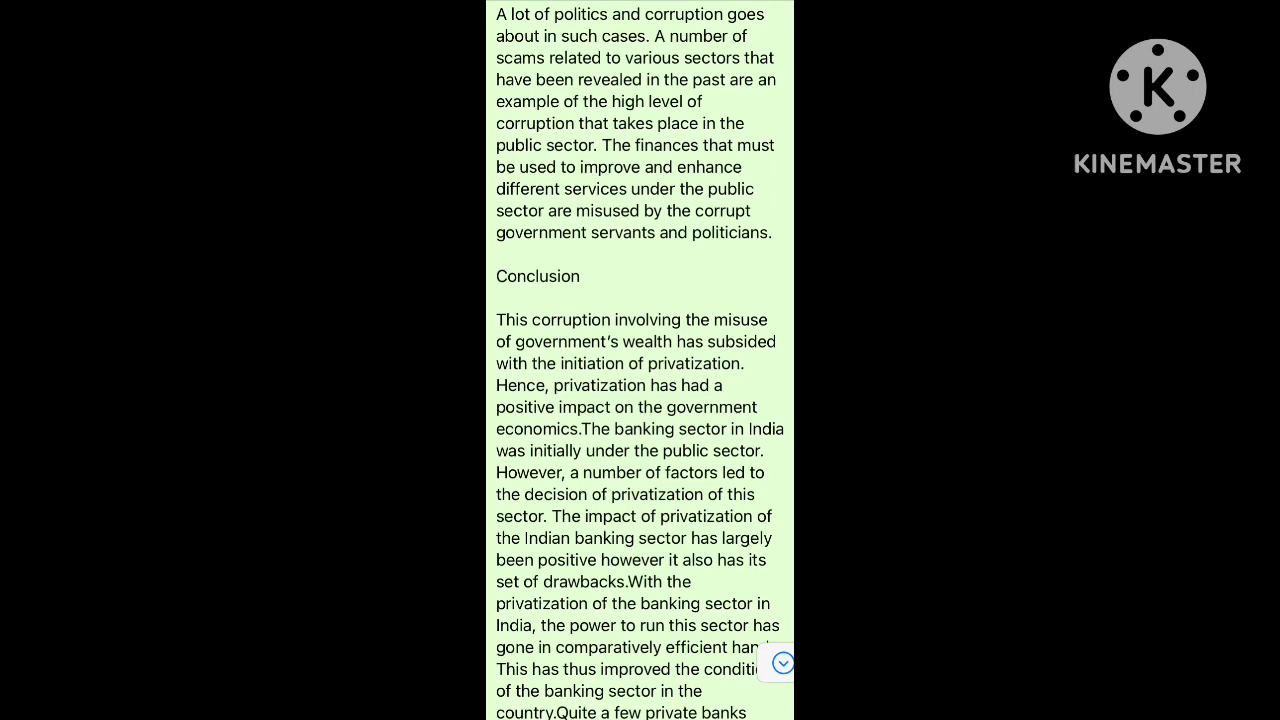 A lot of politics and corruption goes
about in such cases. A number of
scams related to various sectors that
have been revealed in the past are an
example of the high level of
corruption that takes place in the
public sector. The finances that must
be used to improve and enhance
different services under the public
sector are misused by the corrupt
government servants and politicians.
Conclusion
This corruption involving the misuse
of government’s wealth has subsided
with the initiation of privatization.
Hence, privatization has had a
positive impact on the government
economics.The banking sector in India
was initially under the public sector.
However, a number of factors led to
the decision of privatization of this
sector. The impact of privatization of
the Indian banking sector has largely
been positive however it also has its
set of drawbacks.With the
privatization of the banking sector in
India, the power to run this sector has
gone in comparatively efficient
This has thus improved the
of the banking sector in the
country.Quite a few private banks
K
KINEMASTER